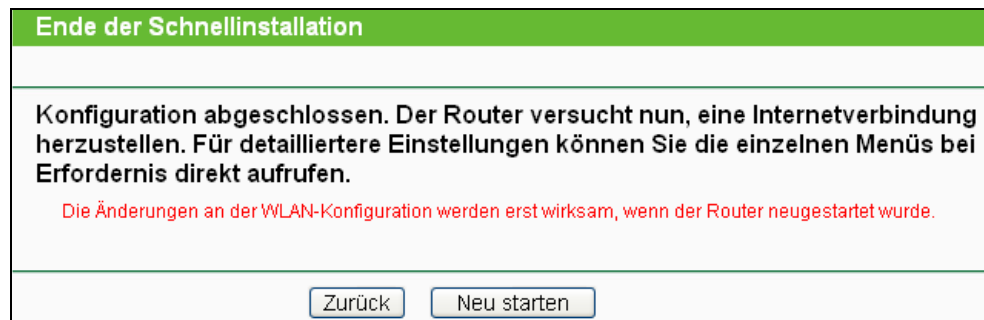 Ende der Schnellinstallation
Konfiguration abgeschlossen. Der Router versucht nun, eine Internetverbindung
herzustellen. Für detailliertere Einstellungen können Sie die einzelnen Menüs bei
Erfordernis direkt aufrufen.
Die Änderungen an der WLAN-Konfiguration werden erst wirksam, wenn der Router neugestartet wurde.
Zurück Neu starten